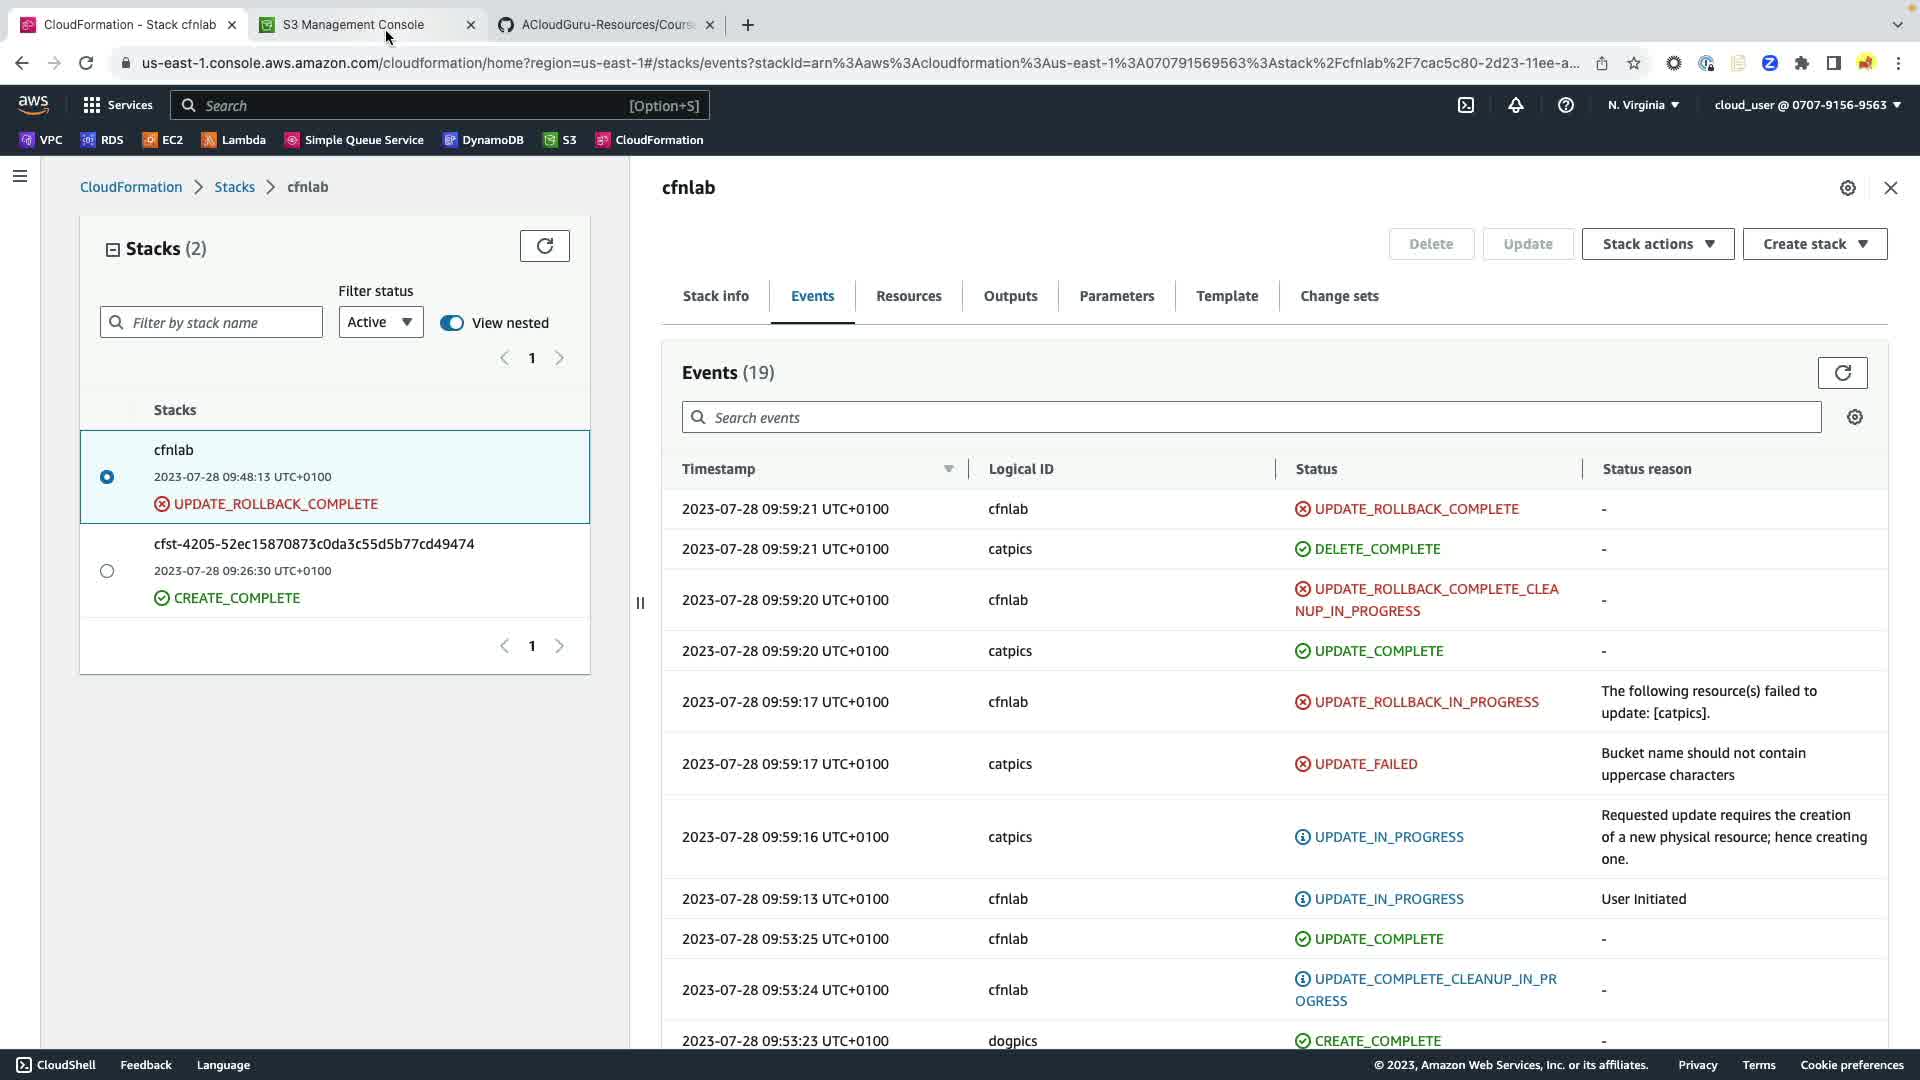 CloudFormation - Stack cfnlab
S3 Management Console
ACloudGuru-Resources/Cours
us-east-1.console.aws.amazon.com/cloudformation/home?region=us-east-1#/stacks/events?stackId=arn%3Aaws%3Acloudformation%3Aus-east-1%3A070791569563%3Astack%2Fcfnlab%2F7cac5c80-2d23-11ee-a...
aws
Services
Search
[Option+S]
N. Virginia
cloud_user @ 0707-9156-9563
VPC
RDS
EC2
Lambda
Simple Queue Service
DynamoDB
S3
CloudFormation
CloudFormation
Stacks
cfnlab
Stacks (2)
Filter status
Filter by stack name
Active
View nested
1
Stacks
cfnlab
2023-07-28 09:48:13 UTC+0100
UPDATE_ROLLBACK_COMPLETE
cfst-4205-52ec15870873c0da3c55d5b77cd49474
2023-07-28 09:26:30 UTC+0100
CREATE_COMPLETE
1
cfnlab
Delete
Update
Stack actions
Create stack
Stack info
Events
Resources
Outputs
Parameters
Template
Change sets
Events (19)
Search events
Timestamp
Logical ID
Status
Status reason
2023-07-28 09:59:21 UTC+0100
cfnlab
UPDATE_ROLLBACK_COMPLETE
-
2023-07-28 09:59:21 UTC+0100
catpics
DELETE_COMPLETE
-
2023-07-28 09:59:20 UTC+0100
cfnlab
UPDATE_ROLLBACK_COMPLETE_CLEA
NUP_IN_PROGRESS
-
2023-07-28 09:59:20 UTC+0100
catpics
UPDATE_COMPLETE
-
2023-07-28 09:59:17 UTC+0100
cfnlab
UPDATE_ROLLBACK_IN_PROGRESS
The following resource(s) failed to
update: [catpics].
2023-07-28 09:59:17 UTC+0100
catpics
UPDATE_FAILED
Bucket name should not contain
uppercase characters
2023-07-28 09:59:16 UTC+0100
catpics
UPDATE_IN_PROGRESS
Requested update requires the creation
of a new physical resource; hence creating
one.
2023-07-28 09:59:13 UTC+0100
cfnlab
UPDATE_IN_PROGRESS
User Initiated
2023-07-28 09:53:25 UTC+0100
cfnlab
UPDATE_COMPLETE
-
2023-07-28 09:53:24 UTC+0100
cfnlab
UPDATE_COMPLETE_CLEANUP_IN_PR
OGRESS
-
2023-07-28 09:53:23 UTC+0100
dogpics
CREATE_COMPLETE
-
CloudShell
Feedback
Language
© 2023, Amazon Web Services, Inc. or its affiliates.
Privacy
Terms
Cookie preferences